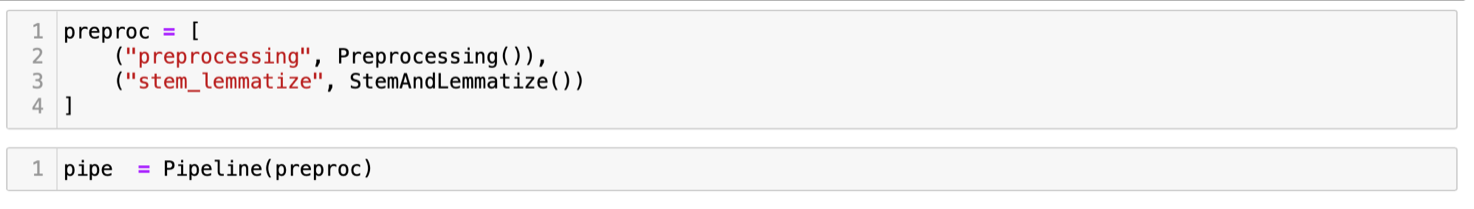 1 preproc = [
2     ("preprocessing", Preprocessing()),
3     ("stem_lemmatize", StemAndLemmatize())
4 ]
1 pipe  = Pipeline(preproc)